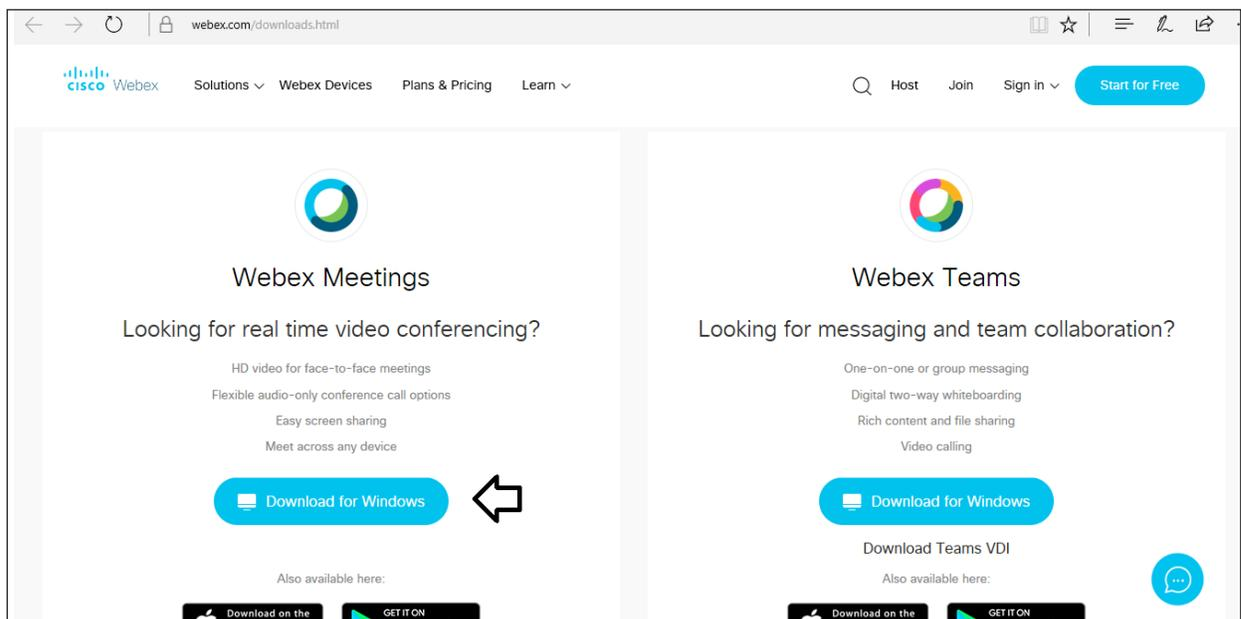 webex.com/downloads.html
cisco Webex Solutions Webex Devices Plans & Pricing Learn Host Join Sign in Start for Free
Webex Meetings
Looking for real time video conferencing?
HD video for face-to-face meetings
Flexible audio-only conference call options
Easy screen sharing
Meet across any device
Download for Windows
Also available here:
Download on the
GET IT ON
Webex Teams
Looking for messaging and team collaboration?
One-on-one or group messaging
Digital two-way whiteboarding
Rich content and file sharing
Video calling
Download for Windows
Download Teams VDI
Also available here:
Download on the
GET IT ON